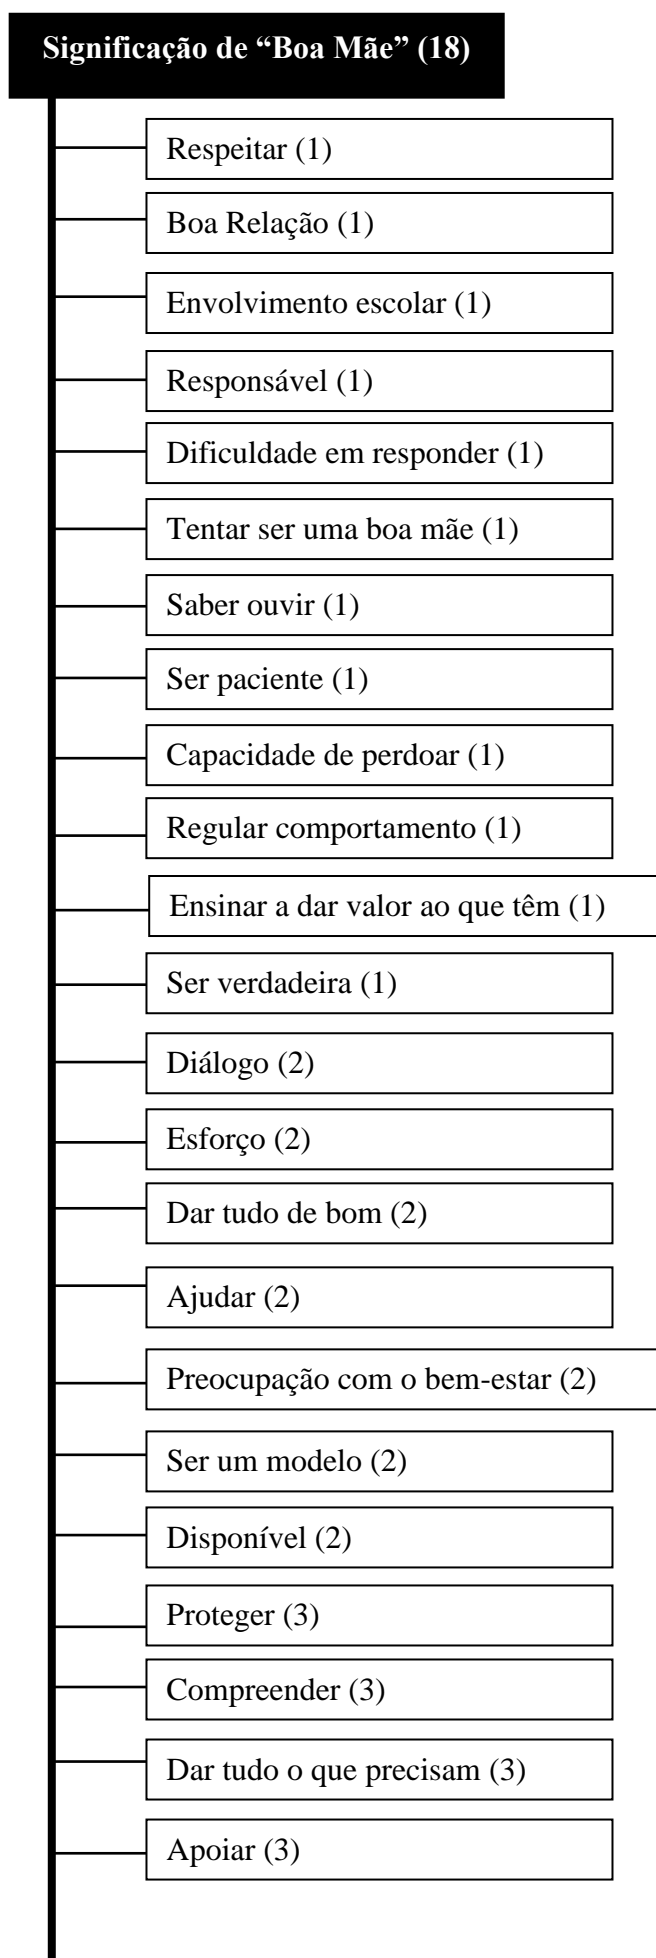 Significação de “Boa Mãe” (18)
Respeitar (1)
Boa Relação (1)
Envolvimento escolar (1)
Responsável (1)
Dificuldade em responder (1)
Tentar ser uma boa mãe (1)
Saber ouvir (1)
Ser paciente (1)
Capacidade de perdoar (1)
Regular comportamento (1)
Ensinar a dar valor ao que têm (1)
Ser verdadeira (1)
Diálogo (2)
Esforço (2)
Dar tudo de bom (2)
Ajudar (2)
Preocupação com o bem-estar (2)
Ser um modelo (2)
Disponível (2)
Proteger (3)
Compreender (3)
Dar tudo o que precisam (3)
Apoiar (3)